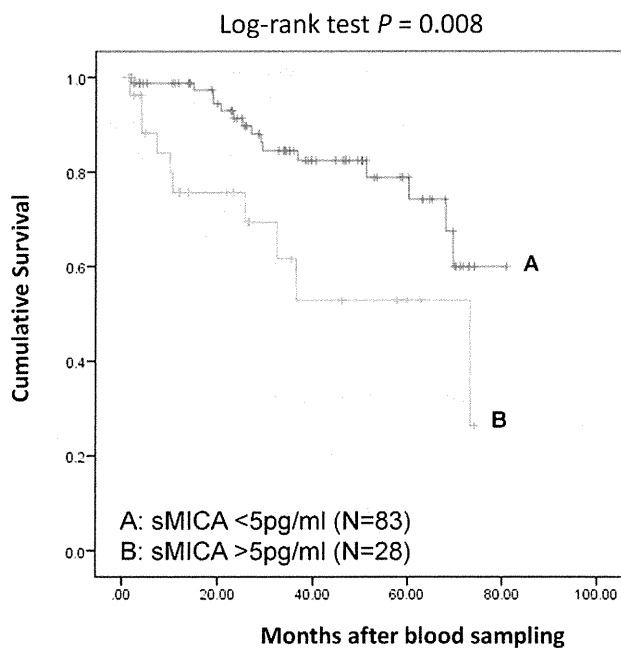 Log-rank test P = 0.008
Cumulative Survival
1.0
0.8
0.6
0.4
0.2
0.0
A
B
A: sMICA <5pg/ml (N=83)
B: sMICA >5pg/ml (N=28)
.00 20.00 40.00 60.00 80.00 100.00
Months after blood sampling